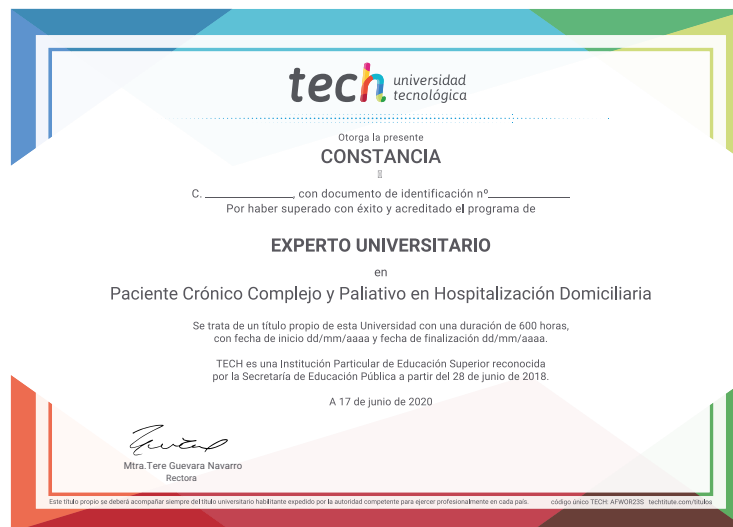 tech universidad
tecnológica
Otorga la presente
CONSTANCIA
C. ______________, con documento de identificación nº_____________
Por haber superado con éxito y acreditado el programa de
EXPERTO UNIVERSITARIO
en
Paciente Crónico Complejo y Paliativo en Hospitalización Domiciliaria
Se trata de un título propio de esta Universidad con una duración de 600 horas,
con fecha de inicio dd/mm/aaaa y fecha de finalización dd/mm/aaaa.
TECH es una Institución Particular de Educación Superior reconocida
por la Secretaría de Educación Pública a partir del 28 de junio de 2018.
A 17 de junio de 2020
Mtra.Tere Guevara Navarro
Rectora
Este título propio se deberá acompañar siempre del título universitario habilitante expedido por la autoridad competente para ejercer profesionalmente en cada país. código único TECH: AFWOR23S techtitute.com/titulos